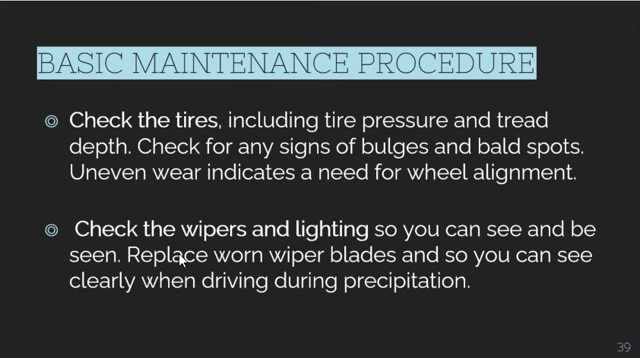 BASIC MAINTENANCE PROCEDURE
Check the tires, including tire pressure and tread
depth. Check for any signs of bulges and bald spots.
Uneven wear indicates a need for wheel alignment.
Check the wipers and lighting so you can see and be
seen. Replace worn wiper blades and so you can see
clearly when driving during precipitation.
39